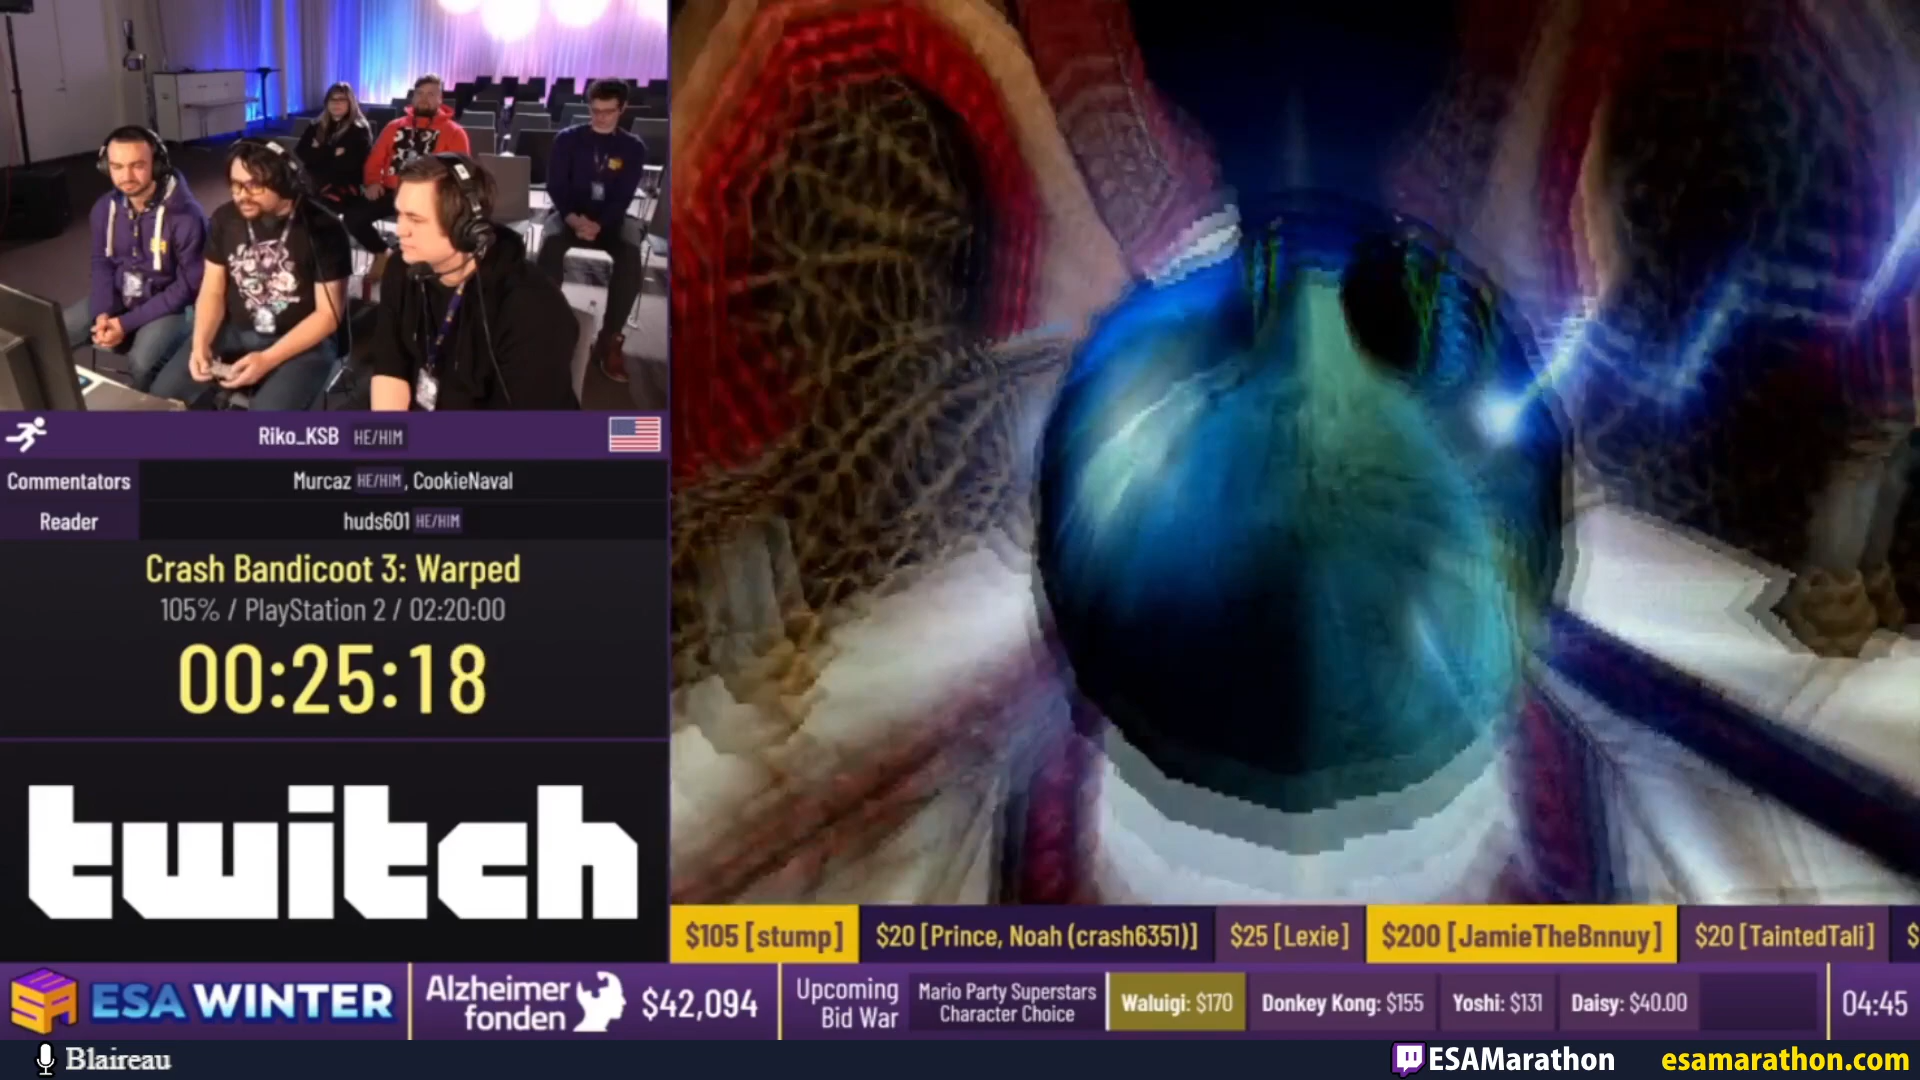 Riko_KSB HE/HIM
Commentators Murcaz HE/HIM, CookieNaval
Reader huds601 HE/HIM
Crash Bandicoot 3: Warped
105% / PlayStation 2 / 02:20:00
00:25:18
twitch
$105 [stump] $20 [Prince, Noah (crash6351)] $25 [Lexie] $200 [JamieTheBnnuy] $20 [TaintedTali] $
ESA WINTER
Alzheimer
fonden
$42,094
Upcoming
Bid War
Mario Party Superstars
Character Choice
Waluigi: $170 Donkey Kong: $155 Yoshi: $131 Daisy: $40.00
04:45
Blaireau
ESAMarathon esamarathon.com